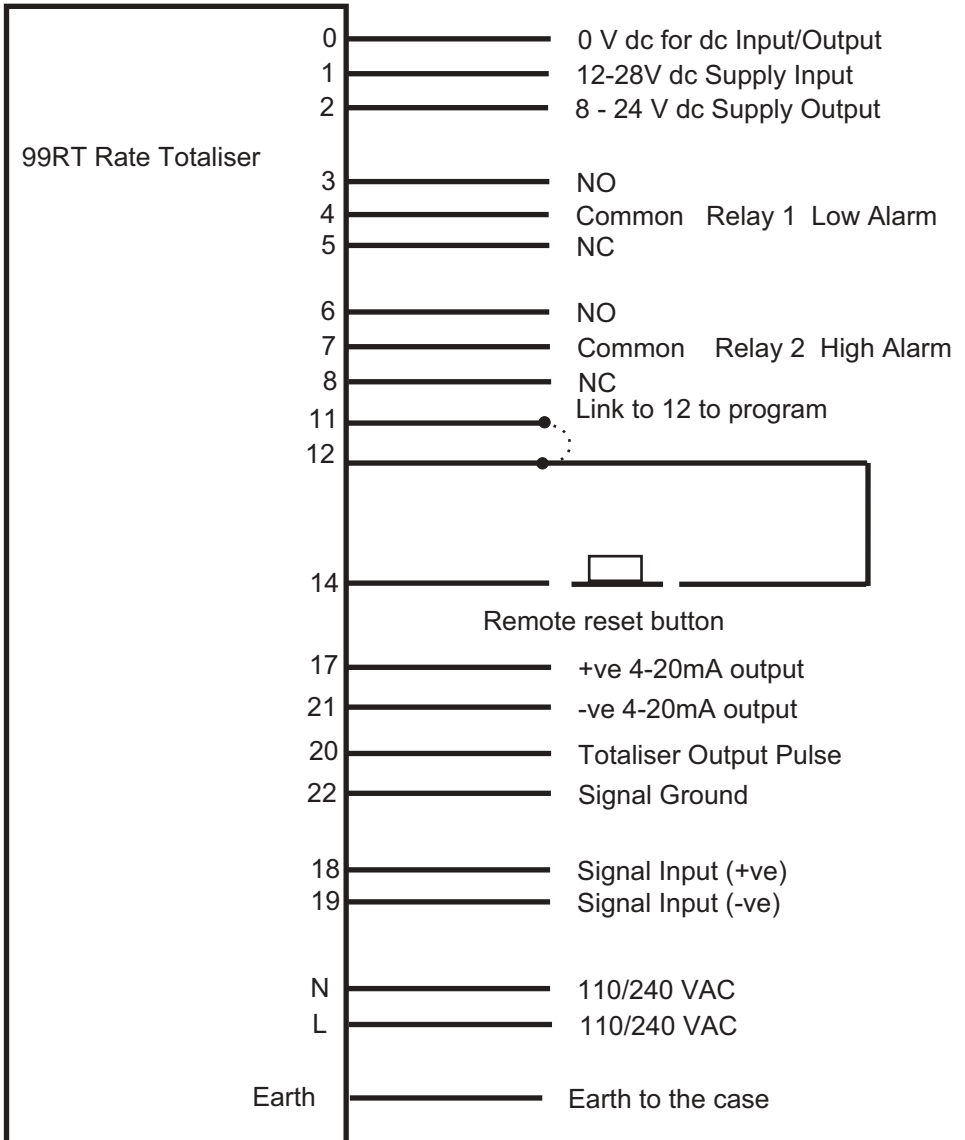 0 0 V dc for dc Input/Output
1 12-28V dc Supply Input
2 8 - 24 V dc Supply Output
99RT Rate Totaliser
3 NO
4 Common Relay 1 Low Alarm
5 NC
6 NO
7 Common Relay 2 High Alarm
8 NC
11 Link to 12 to program
12
14
Remote reset button
17 +ve 4-20mA output
21 -ve 4-20mA output
20 Totaliser Output Pulse
22 Signal Ground
18 Signal Input (+ve)
19 Signal Input (-ve)
N 110/240 VAC
L 110/240 VAC
Earth Earth to the case